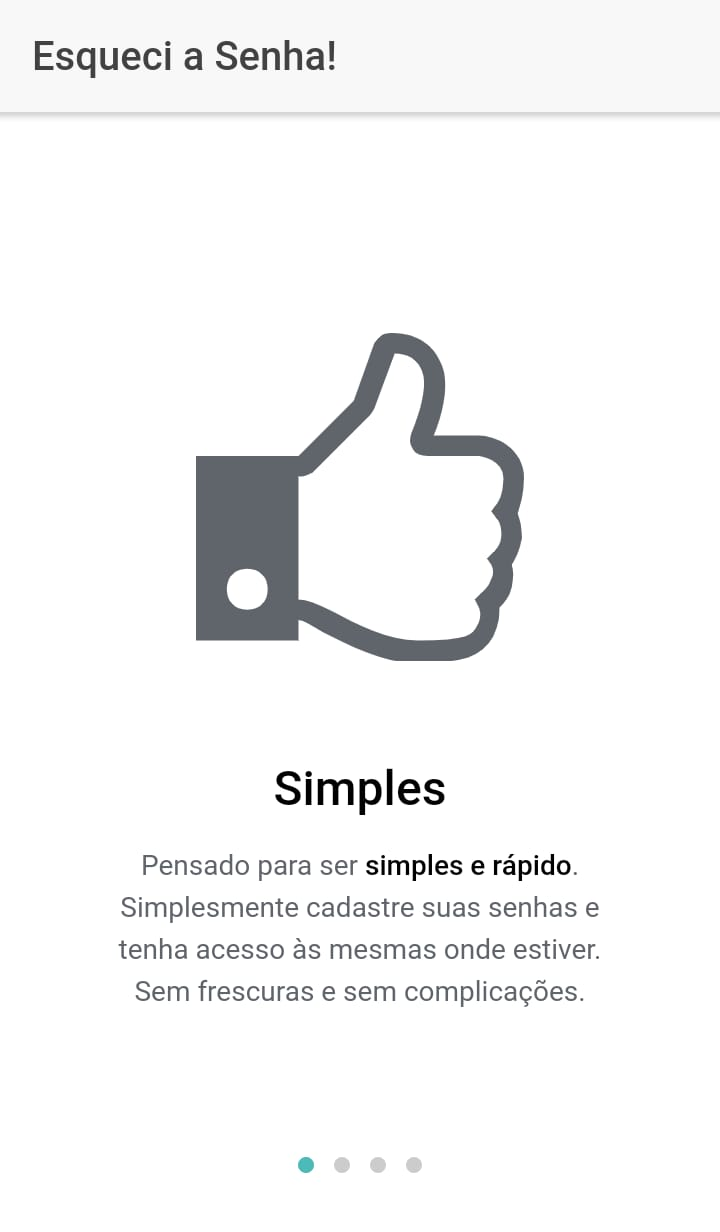 Esqueci a Senha!
Simples
Pensado para ser simples e rápido.
Simplesmente cadastre suas senhas e
tenha acesso às mesmas onde estiver.
Sem frescuras e sem complicações.